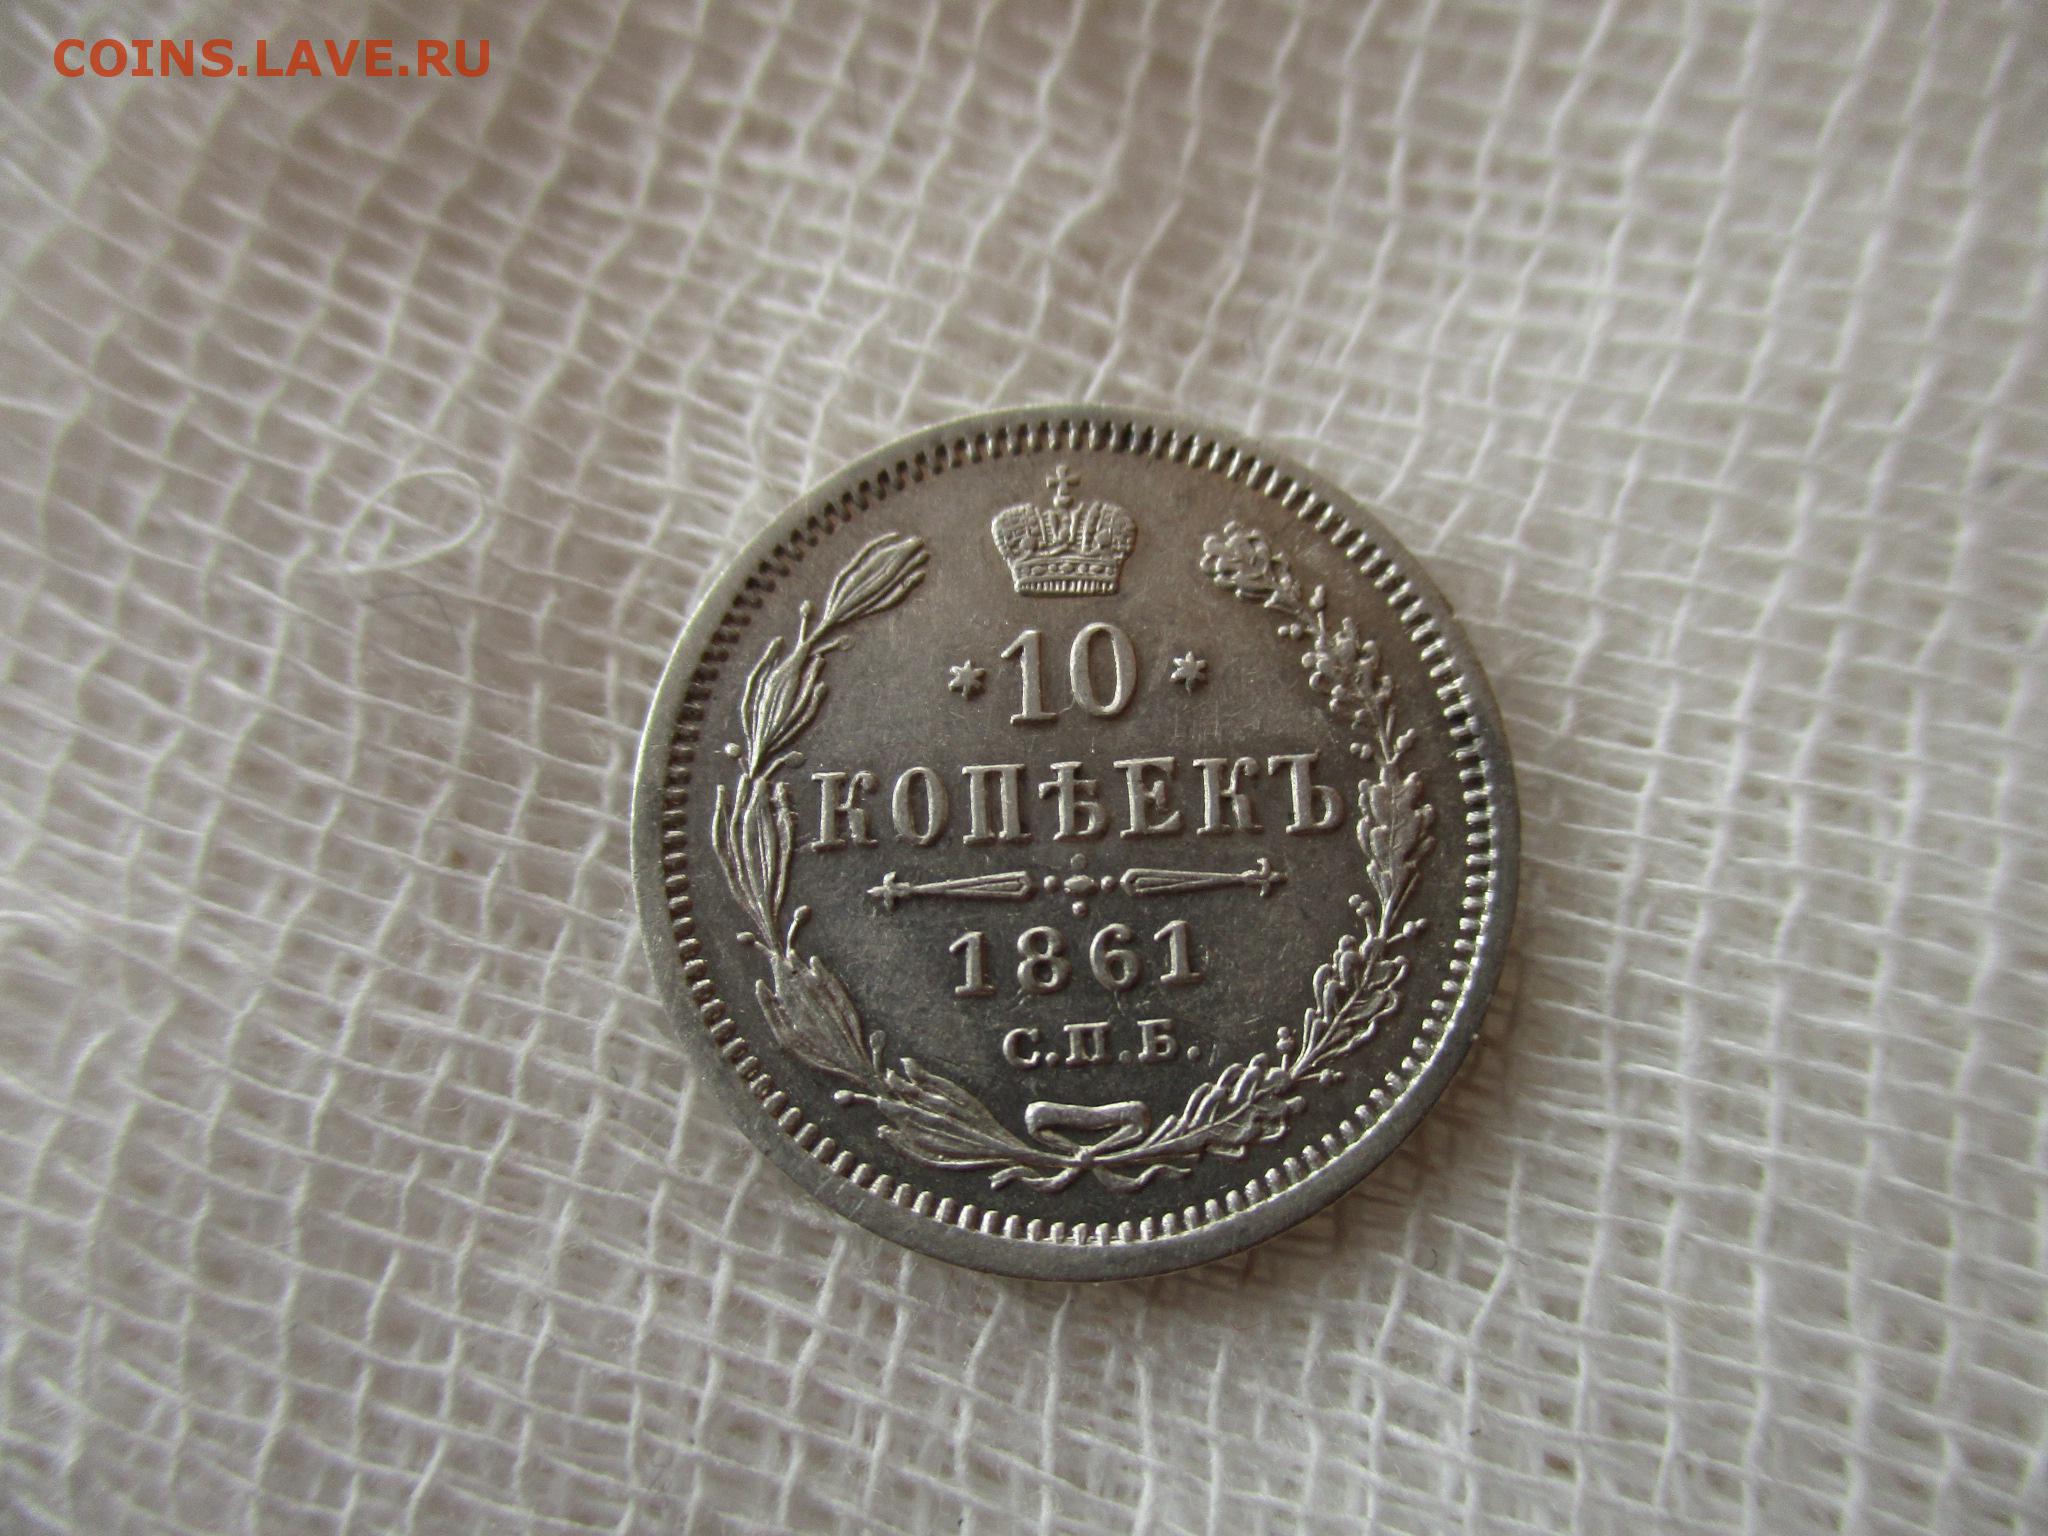 COINS.LAVE.RU
* 10 *
КОПѢЕКЪ
1861
С.П.Б.